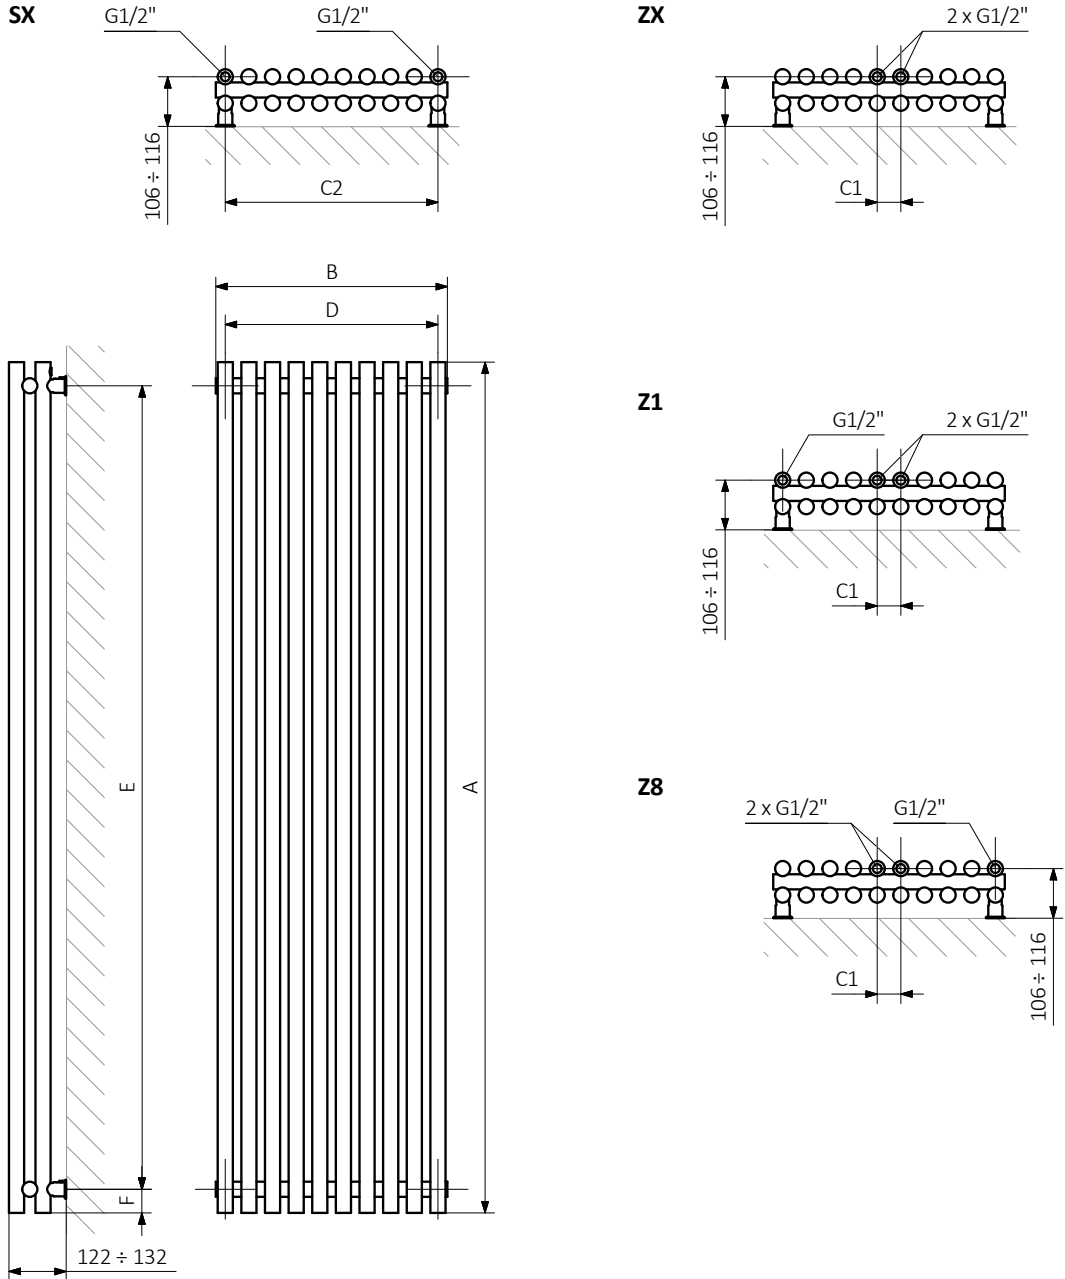 SX
G1/2"
G1/2"
106 ÷ 116
C2
ZX
2 x G1/2"
106 ÷ 116
C1
B
D
E
A
F
122 ÷ 132
Z1
G1/2"
2 x G1/2"
106 ÷ 116
C1
Z8
2 x G1/2"
G1/2"
106 ÷ 116
C1